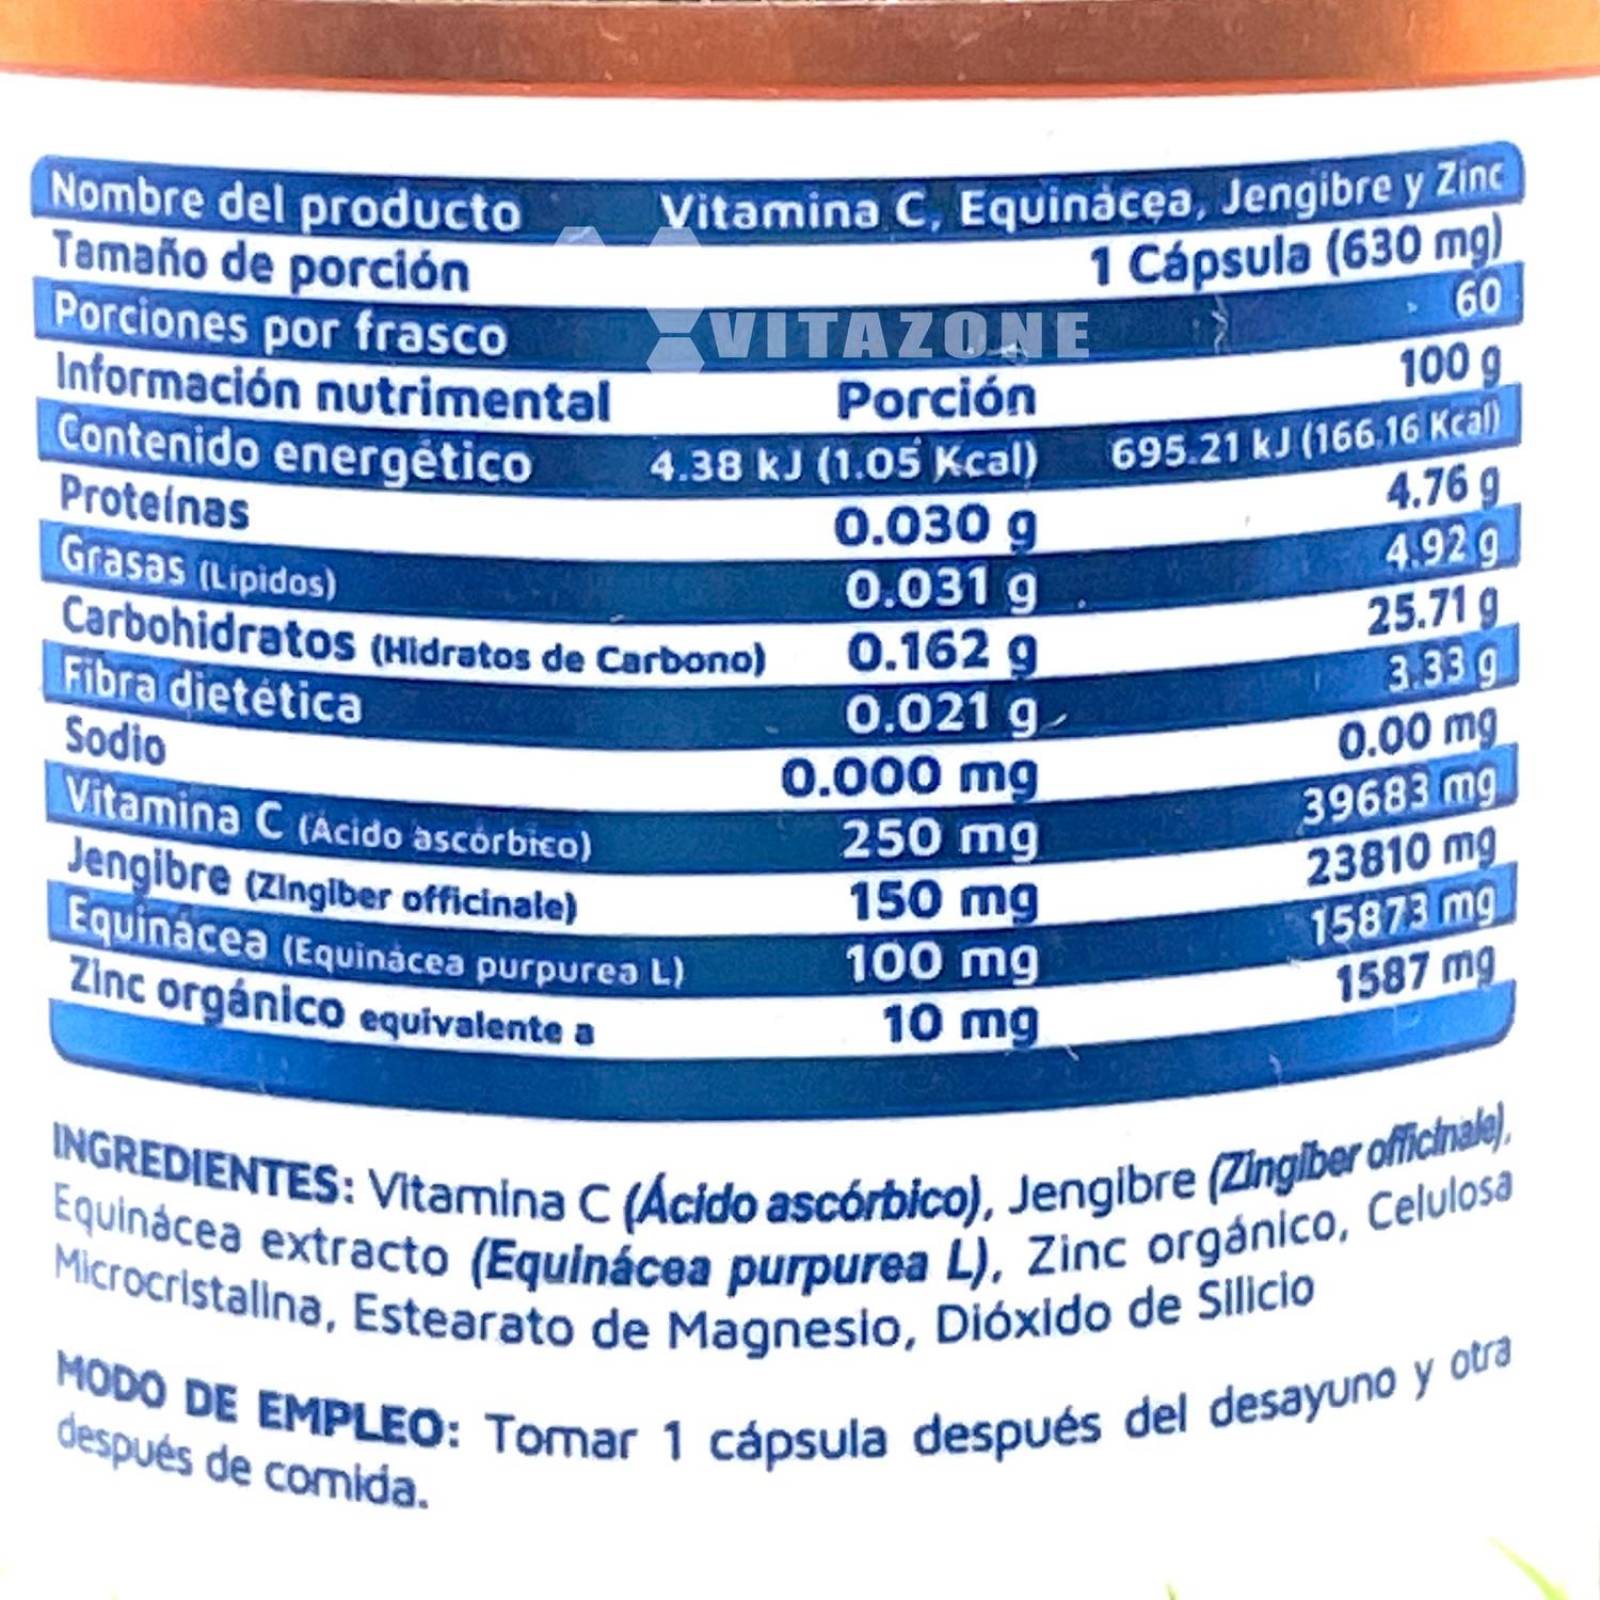 Nombre del producto Vitamina C, Equinácea, Jengibre y Zinc
Tamaño de porción 1 Cápsula (630 mg)
Porciones por frasco 60
VITAZONE
Información nutrimental Porción 100 g
Contenido energético 4.38 kJ (1.05 Kcal) 695.21 kJ (166.16 Kcal)
Proteínas 0.030 g 4.76 g
Grasas (Lípidos) 0.031 g 4.92 g
Carbohidratos (Hidratos de Carbono) 0.162 g 25.71 g
Fibra dietética 0.021 g 3.33 g
Sodio 0.000 mg 0.00 mg
Vitamina C (Ácido ascórbico) 250 mg 39683 mg
Jengibre (Zingiber officinale) 150 mg 23810 mg
Equinácea (Equinácea purpurea L) 100 mg 15873 mg
Zinc orgánico equivalente a 10 mg 1587 mg
INGREDIENTES: Vitamina C (Ácido ascórbico), Jengibre (Zingiber officinale),
Equinácea extracto (Equinácea purpurea L), Zinc orgánico, Celulosa
Microcristalina, Estearato de Magnesio, Dióxido de Silicio
MODO DE EMPLEO: Tomar 1 cápsula después del desayuno y otra
después de comida.